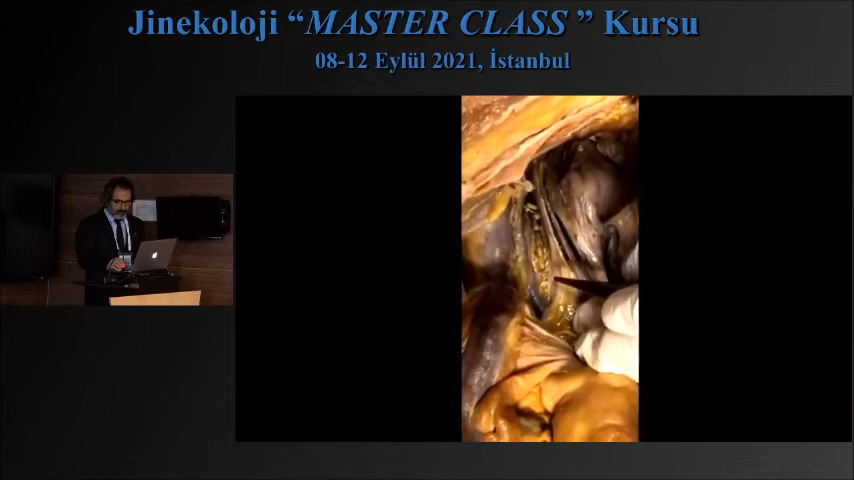 Jinekoloji “MASTER CLASS ” Kursu
08-12 Eylül 2021, İstanbul